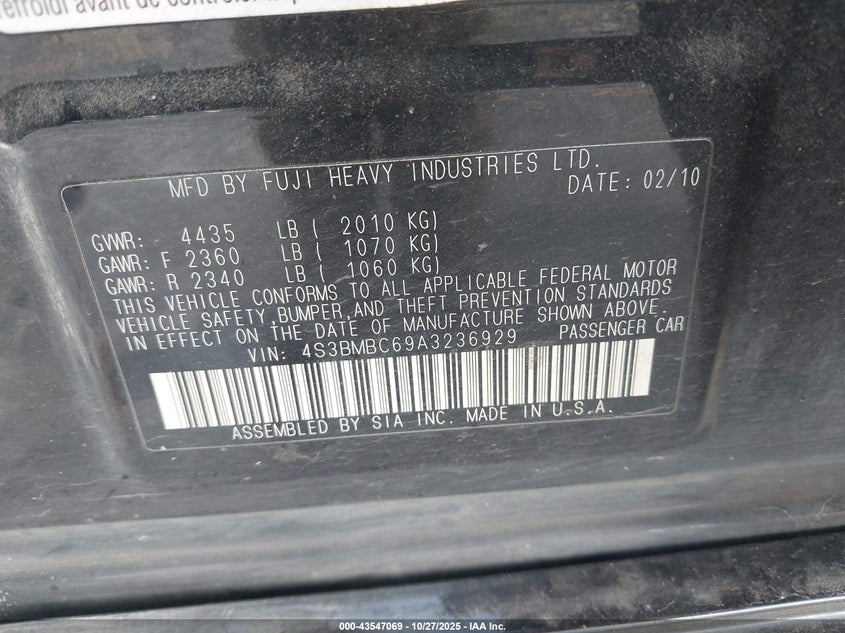 refroidi avant de
MFD BY FUJI HEAVY INDUSTRIES LTD.
DATE: 02/10
GVWR: 4435 LB ( 2010 KG)
GAWR: F 2360 LB ( 1070 KG)
GAWR: R 2340 LB ( 1060 KG)
THIS VEHICLE CONFORMS TO ALL APPLICABLE FEDERAL MOTOR
VEHICLE SAFETY, BUMPER, AND THEFT PREVENTION STANDARDS
IN EFFECT ON THE DATE OF MANUFACTURE SHOWN ABOVE.
VIN: 4S3BMBC69A3236929 PASSENGER CAR
ASSEMBLED BY SIA INC. MADE IN U.S.A.
000-43547069 | 10/27/2025 - IAA Inc.